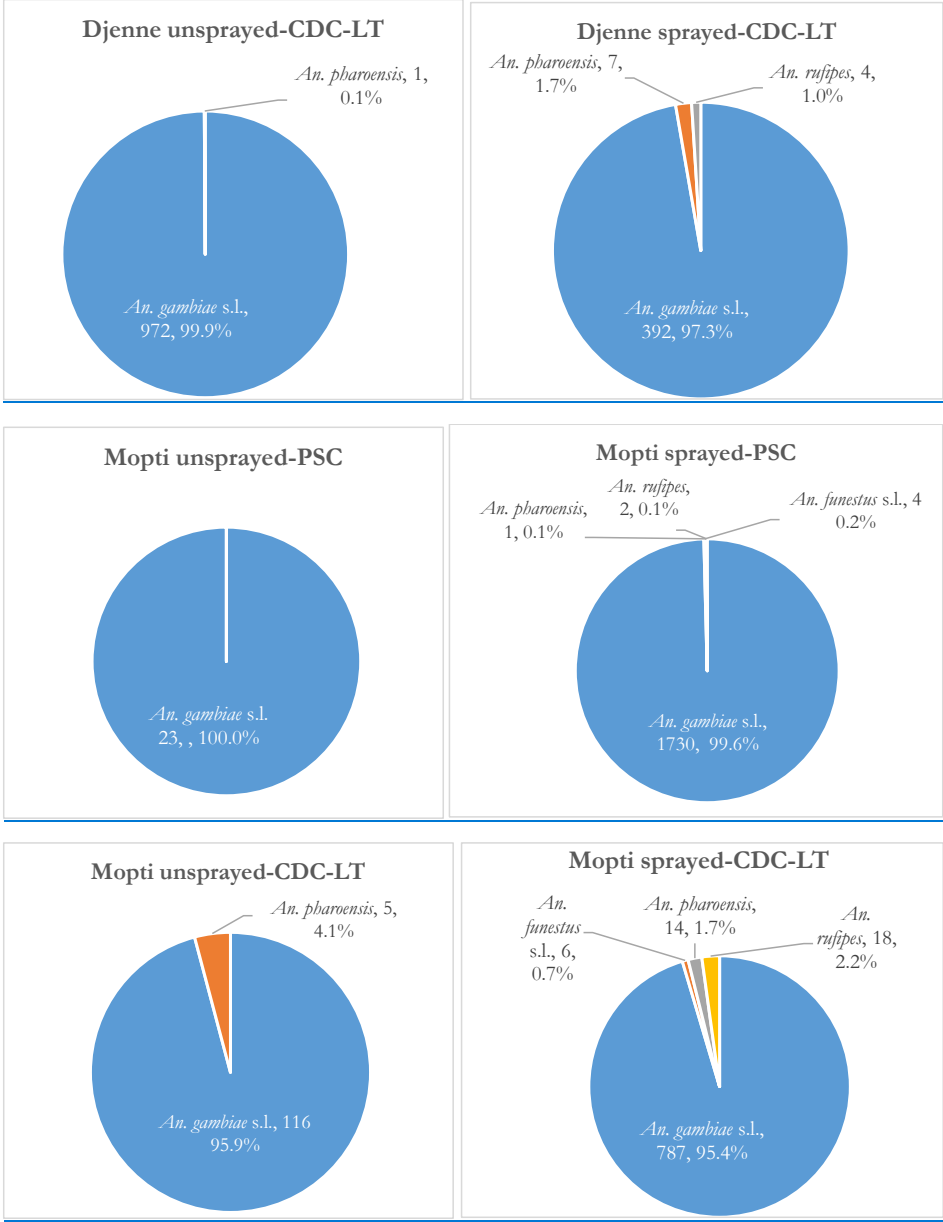 Djenne unsprayed-CDC-LT
An. pharoensis, 1,
0.1%
An. gambiae s.l.,
972, 99.9%
Djenne sprayed-CDC-LT
An. pharoensis, 7,
1.7%
An. rufipes, 4,
1.0%
An. gambiae s.l.,
392, 97.3%
Mopti unsprayed-PSC
An. gambiae s.l.
23, , 100.0%
Mopti sprayed-PSC
An. pharoensis,
1, 0.1%
An. rufipes,
2, 0.1%
An. funestus s.l., 4
0.2%
An. gambiae s.l.,
1730, 99.6%
Mopti unsprayed-CDC-LT
An. pharoensis, 5,
4.1%
An. gambiae s.l., 116
95.9%
Mopti sprayed-CDC-LT
An.
funestus
s.l., 6,
0.7%
An. pharoensis,
14, 1.7%
An.
rufipes, 18,
2.2%
An. gambiae s.l.,
787, 95.4%